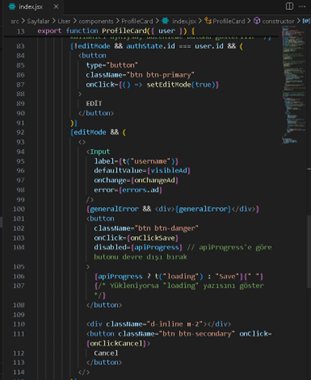 index.jsx
src > Sayfalar > User > components > ProfileCard > index.jsx > ProfileCard > constructor
11 export function ProfileCard({ user }) {
83 {!editMode && authState.id === user.id && (
84 <button
85 type="button"
86 className="btn btn-primary"
87 onClick={() => setEditMode(true)}
88 >
89 EDİT
90 </button>
91 )}
92 {editMode && (
93 <>
94 <Input
95 label={t("username")}
96 defaultValue={visibleAd}
97 onChange={onChangeAd}
98 error={errors.ad}
99 />
100 {generalError && <div>{generalError}</div>}
101 <button
102 className="btn btn-danger"
103 onClick={onClickSave}
104 disabled={apiProgress} // apiProgress'e göre
butonu devre dışı bırak
105 >
106 {apiProgress ? t("loading") : "Save"}{" "}
107 {/* Yükleniyorsa "loading" yazısını göster
*/}
108 </button>
109
110 <div className="d-inline m-2"></div>
111 <button className="btn btn-secondary" onClick=
{onClickCancel}>
112 Cancel
113 </button>
114 </>